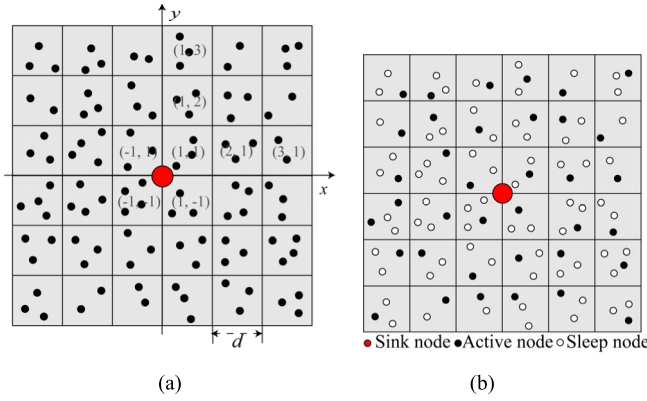 y
(1, 3)
(1, 2)
(-1, 1) (1, 1) (2, 1) (3, 1)
x
(-1, -1) (1, -1)
d
Sink node Active node Sleep node
(a) (b)